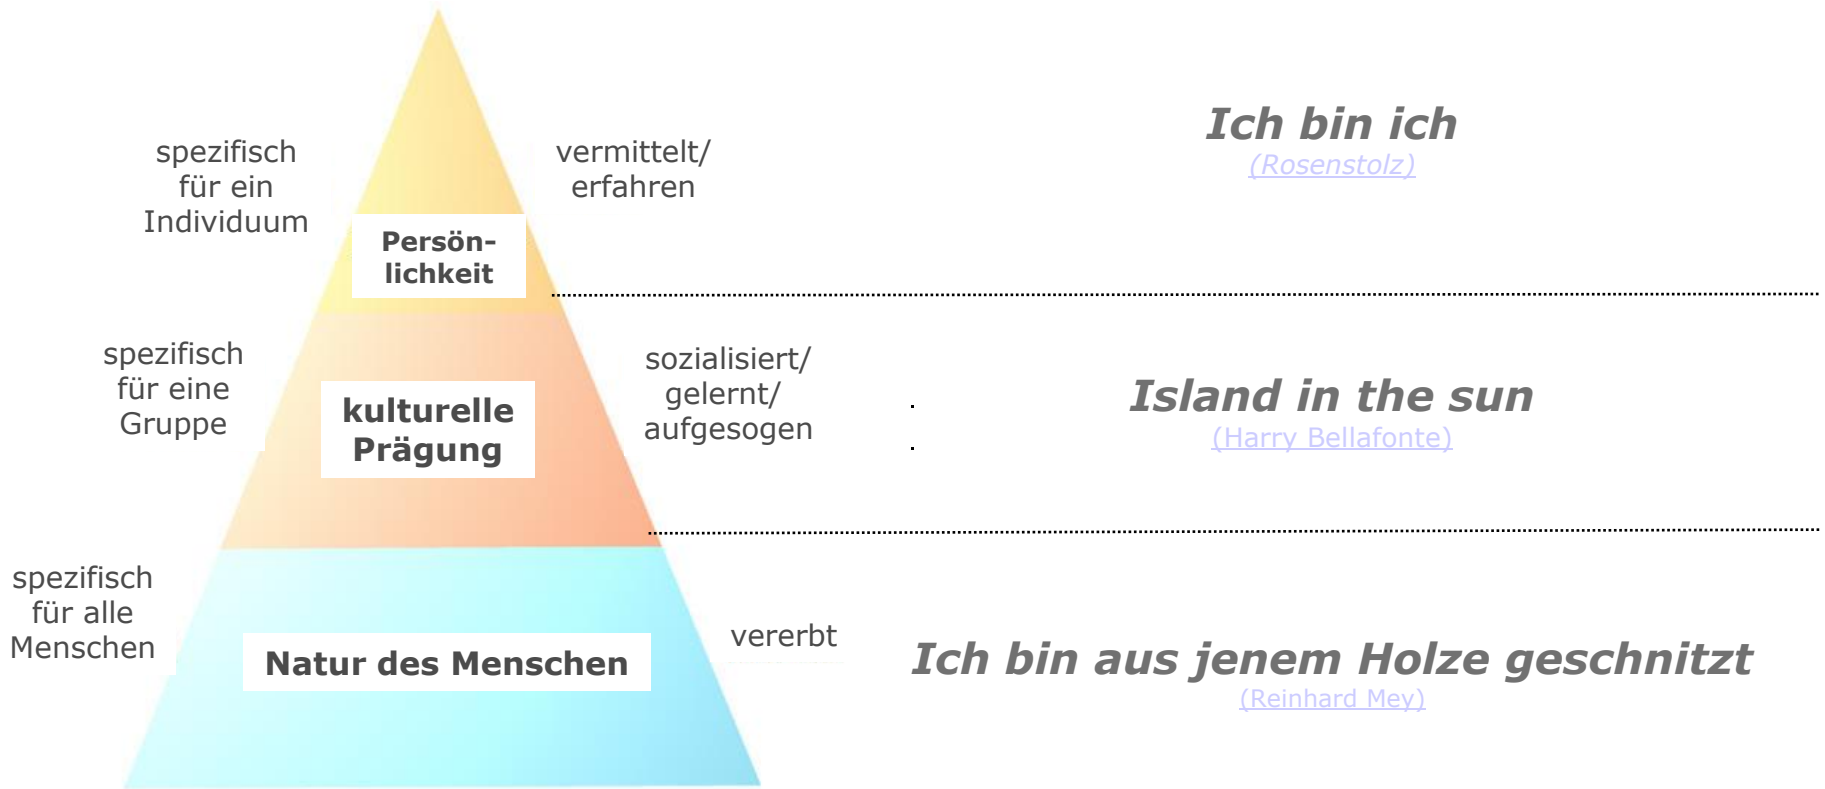 Ich bin ich
(Rosenstolz)
spezifisch
für ein
Individuum
vermittelt/
erfahren
Persön-
lichkeit
spezifisch
für eine
Gruppe
kulturelle
Prägung
sozialisiert/
gelernt/
aufgesogen
.
.
Island in the sun
(Harry Bellafonte)
spezifisch
für alle
Menschen
Natur des Menschen
vererbt
Ich bin aus jenem Holze geschnitzt
(Reinhard Mey)